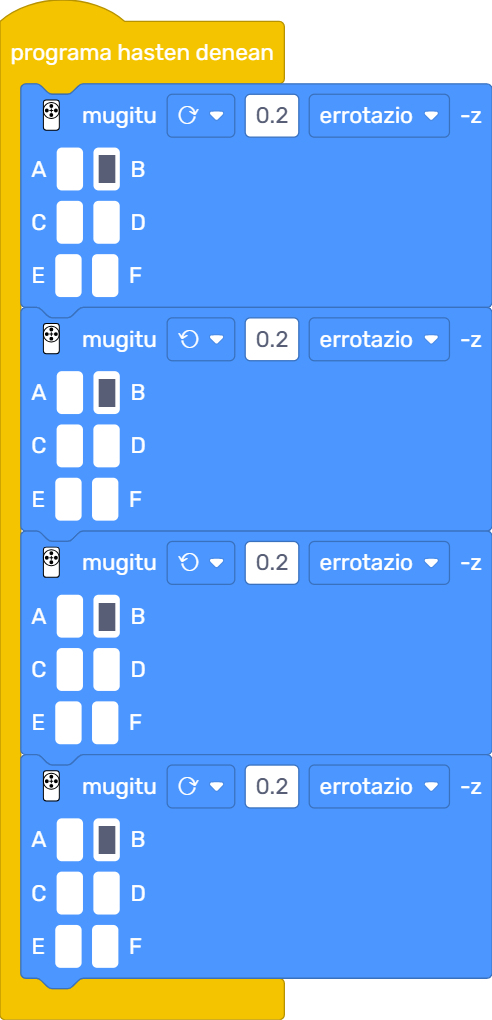 programa hasten denean
mugitu 0.2 errotazio -z
A B
C D
E F
mugitu 0.2 errotazio -z
A B
C D
E F
mugitu 0.2 errotazio -z
A B
C D
E F
mugitu 0.2 errotazio -z
A B
C D
E F